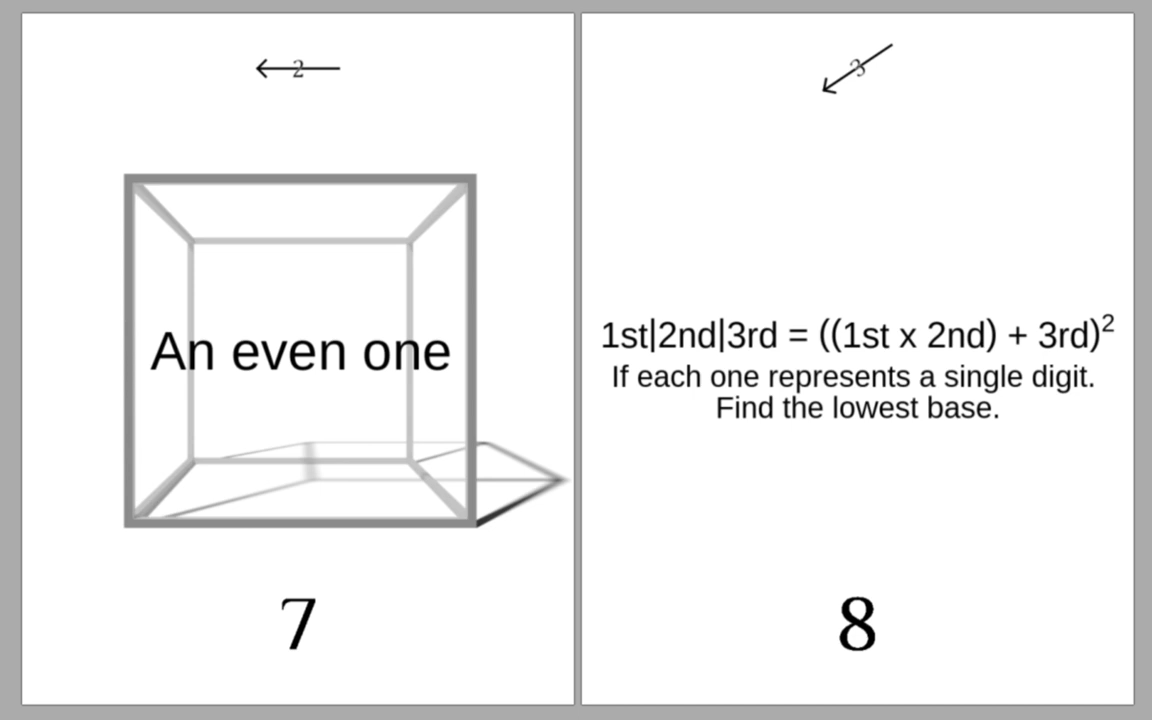 2
An even one
7
3
1st|2nd|3rd = ((1st x 2nd) + 3rd)²
If each one represents a single digit.
Find the lowest base.
8